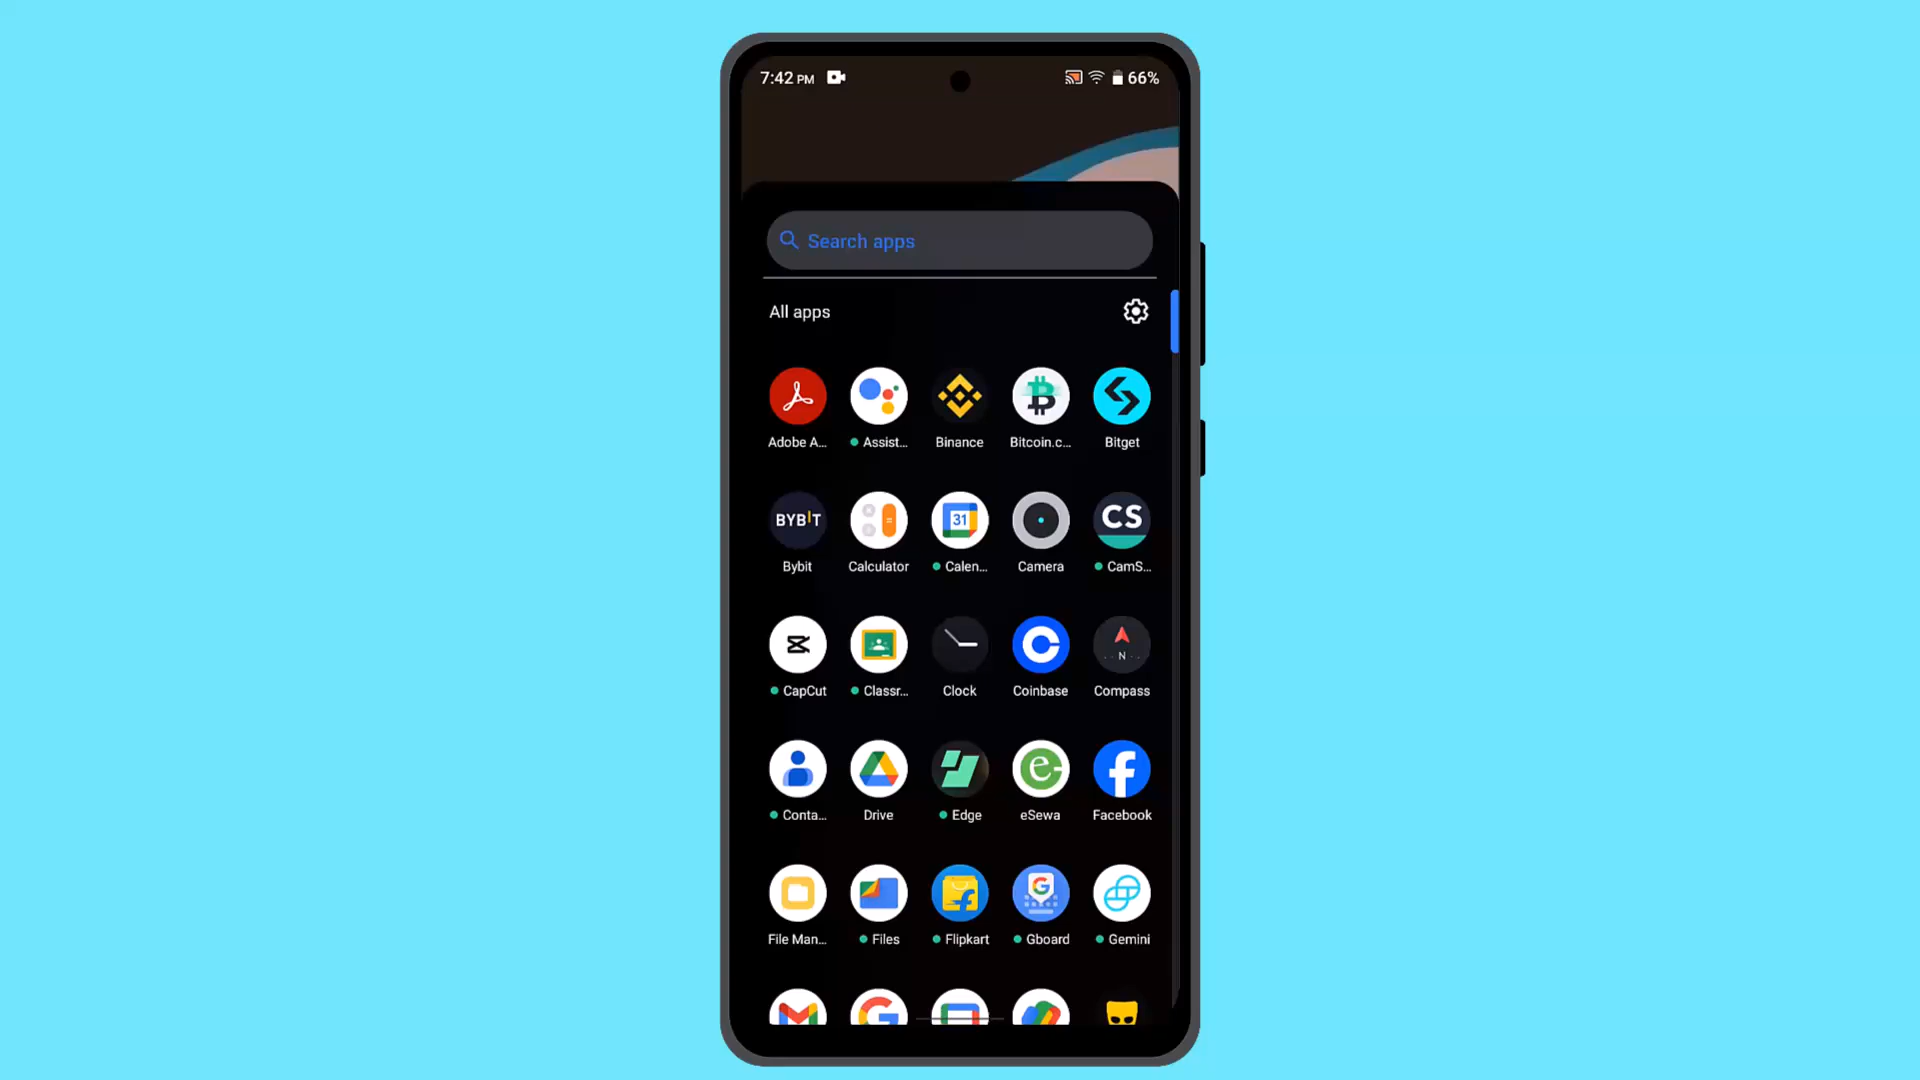 7:42 PM 66%
Search apps
All apps
Adobe A... Assist... Binance Bitcoin.c... Bitget
BYBIT 31 CS
Bybit Calculator Calen... Camera CamS...
N
CapCut Classr... Clock Coinbase Compass
Conta... Drive Edge eSewa Facebook
File Man... Files Flipkart Gboard Gemini